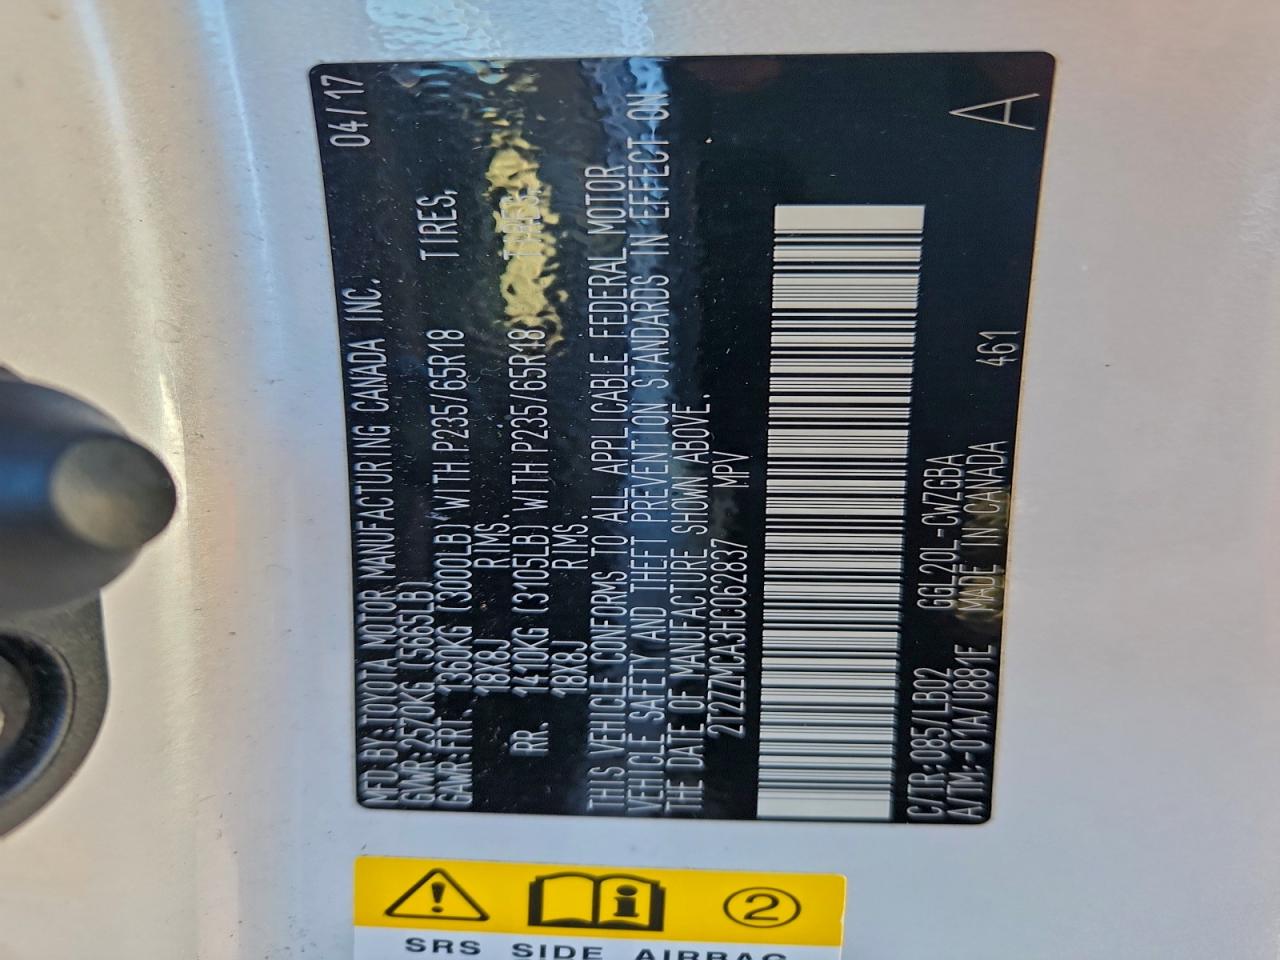 MFD.BY:TOYOTA MOTOR MANUFACTURING CANADA INC. 04/17
GWR:2570KG (5665LB)
GAWR:FRT. 1360KG (3000LB) WITH P235/65R18 TIRES,
18X8J RIMS.
RR. 1410KG (3105LB) WITH P235/65R18 TIRES,
18X8J RIMS.
THIS VEHICLE CONFORMS TO ALL APPLICABLE FEDERAL MOTOR
VEHICLE SAFETY AND THEFT PREVENTION STANDARDS IN EFFECT ON
THE DATE OF MANUFACTURE SHOWN ABOVE.
2T2ZZMCA3HC062837 MPV
C/TR:085/LB02 GGL20L-CWZGBA
A/TM:-01A/U881E MADE IN CANADA 461 A
2
SRS SIDE AIRBAG